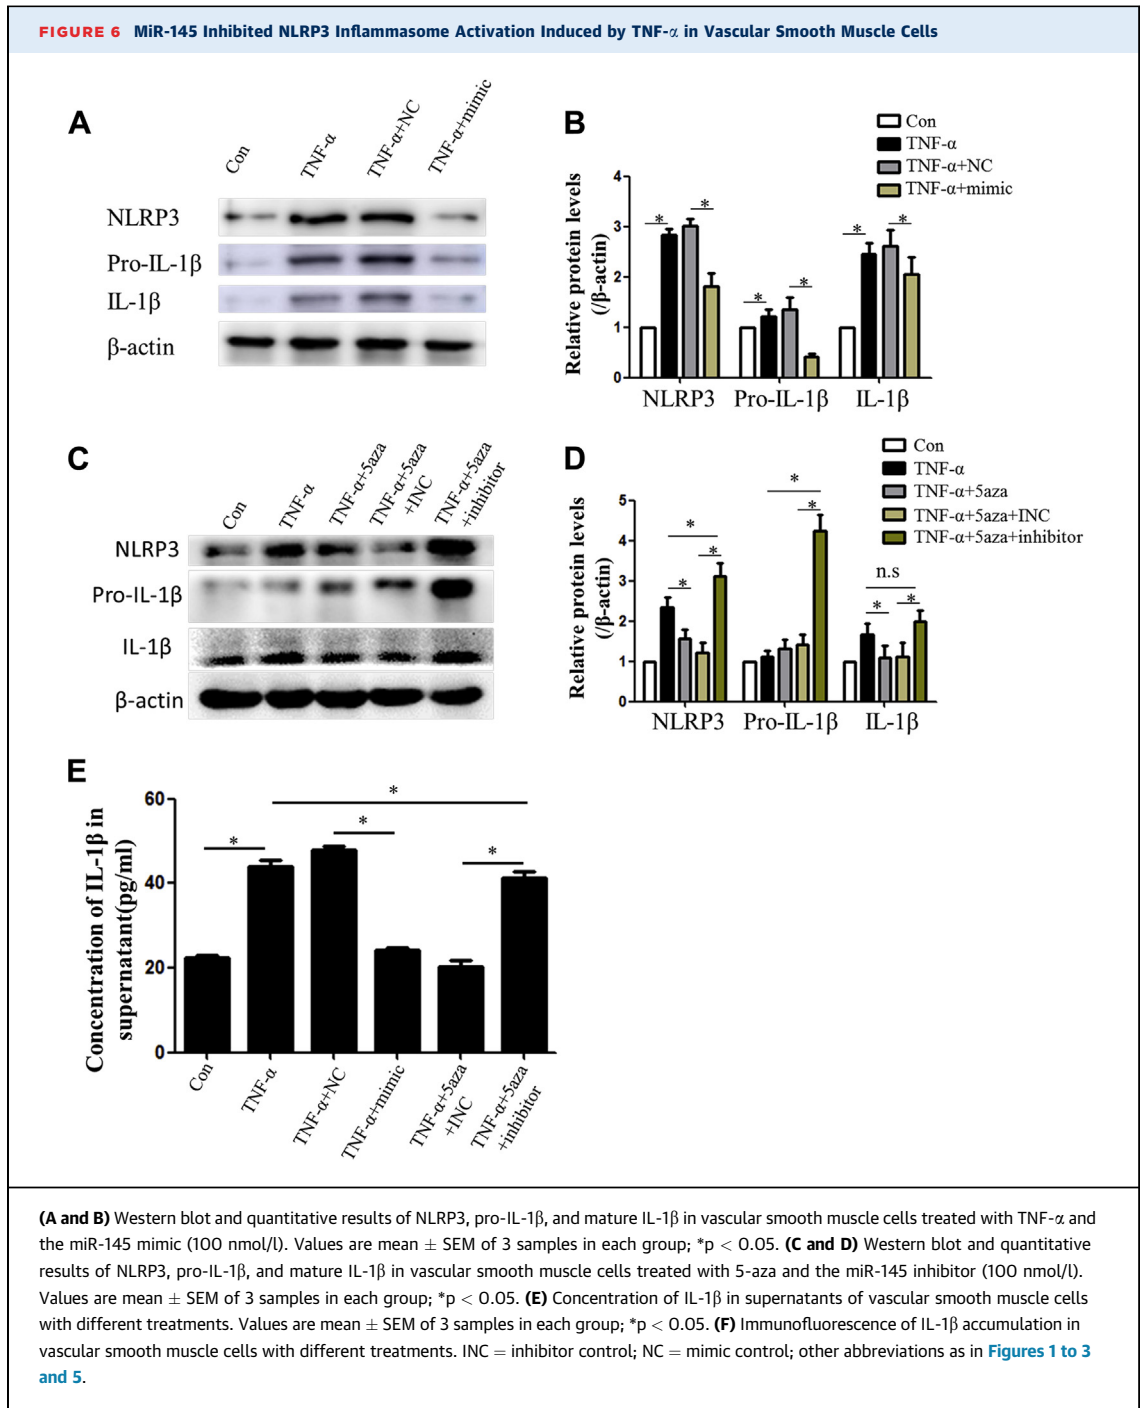 FIGURE 6 MiR-145 Inhibited NLRP3 Inflammasome Activation Induced by TNF-α in Vascular Smooth Muscle Cells
A
Con
TNF-α
TNF-α+NC
TNF-α+mimic
NLRP3
Pro-IL-1β
IL-1β
β-actin
B
Con
TNF-α
TNF-α+NC
TNF-α+mimic
Relative protein levels
(/β-actin)
4
3
2
1
0
* * * * * *
NLRP3 Pro-IL-1β IL-1β
C
Con
TNF-α
TNF-α+5aza
TNF-α+5aza
+INC
TNF-α+5aza
+inhibitor
NLRP3
Pro-IL-1β
IL-1β
β-actin
D
Con
TNF-α
TNF-α+5aza
TNF-α+5aza+INC
TNF-α+5aza+inhibitor
Relative protein levels
(/β-actin)
5
4
3
2
1
0
* * * * * n.s * *
NLRP3 Pro-IL-1β IL-1β
E
Concentration of IL-1β in
supernatant(pg/ml)
60
40
20
0
* * * *
Con
TNF-α
TNF-α+NC
TNF-α+mimic
TNF-α+5aza
+INC
TNF-α+5aza
+inhibitor
(A and B) Western blot and quantitative results of NLRP3, pro-IL-1β, and mature IL-1β in vascular smooth muscle cells treated with TNF-α and
the miR-145 mimic (100 nmol/l). Values are mean ± SEM of 3 samples in each group; *p < 0.05. (C and D) Western blot and quantitative
results of NLRP3, pro-IL-1β, and mature IL-1β in vascular smooth muscle cells treated with 5-aza and the miR-145 inhibitor (100 nmol/l).
Values are mean ± SEM of 3 samples in each group; *p < 0.05. (E) Concentration of IL-1β in supernatants of vascular smooth muscle cells
with different treatments. Values are mean ± SEM of 3 samples in each group; *p < 0.05. (F) Immunofluorescence of IL-1β accumulation in
vascular smooth muscle cells with different treatments. INC = inhibitor control; NC = mimic control; other abbreviations as in Figures 1 to 3
and 5.